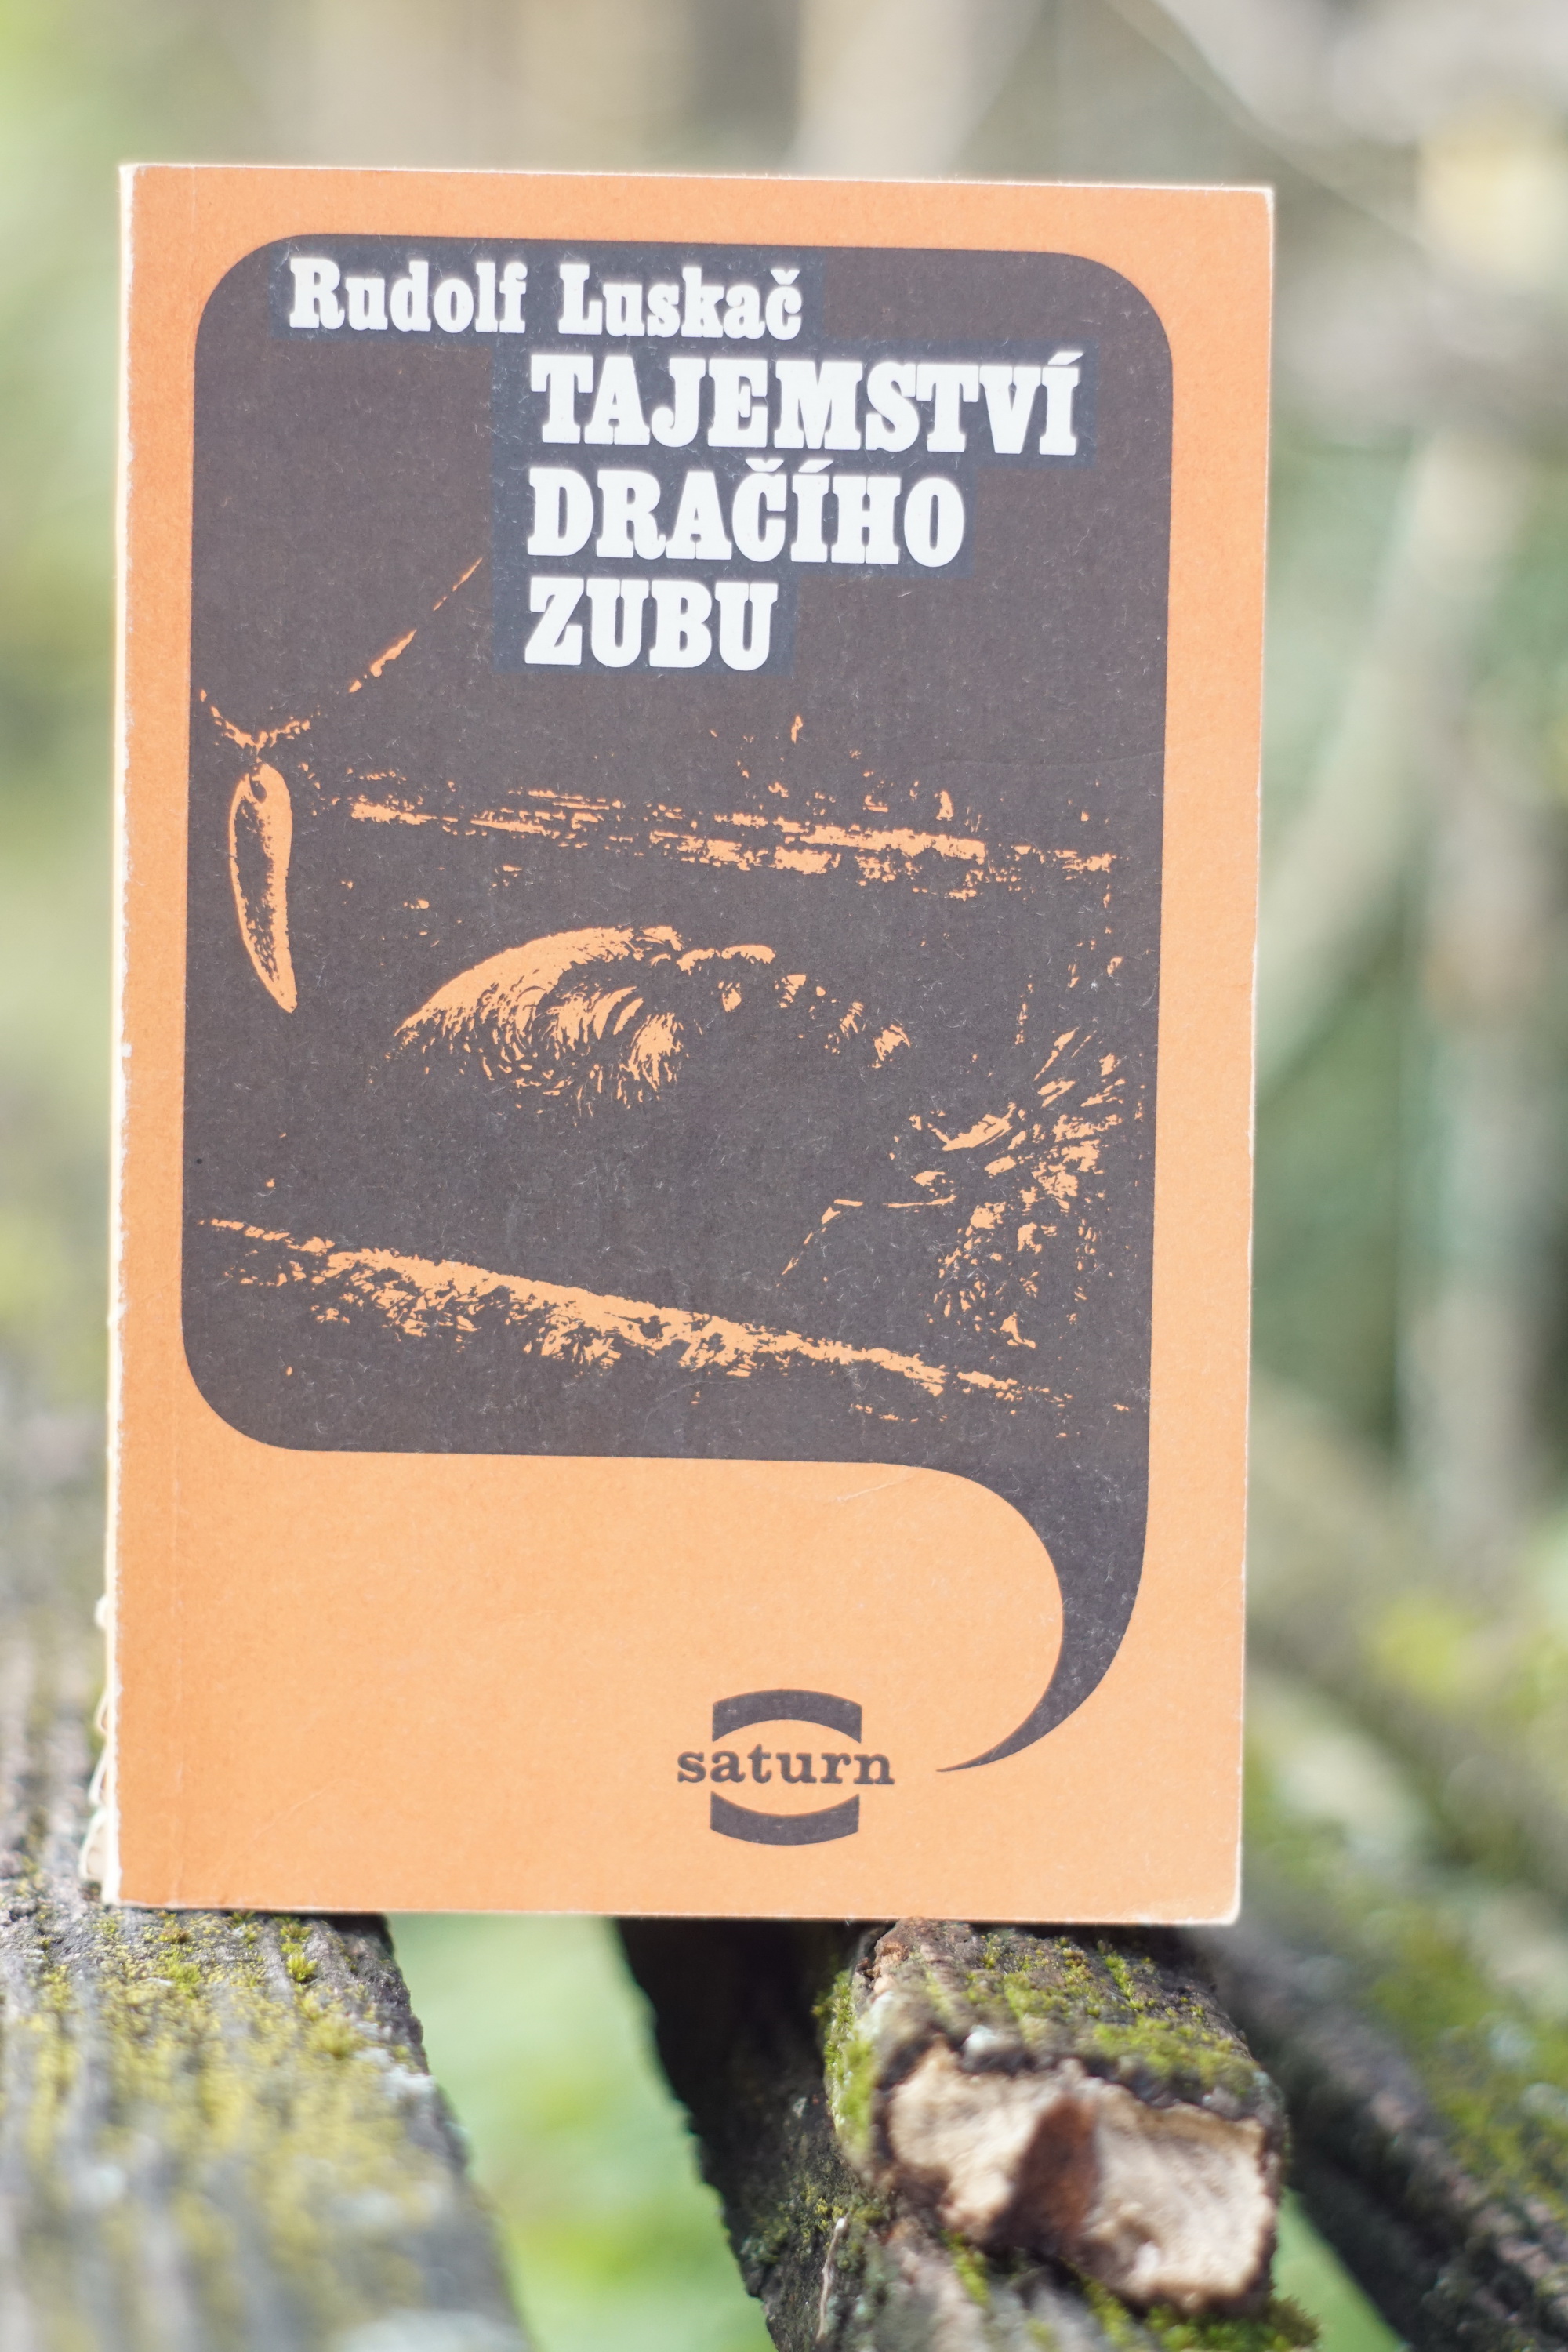 Rudolf Luskač
TAJEMSTVÍ
DRAČÍHO
ZUBU
saturn